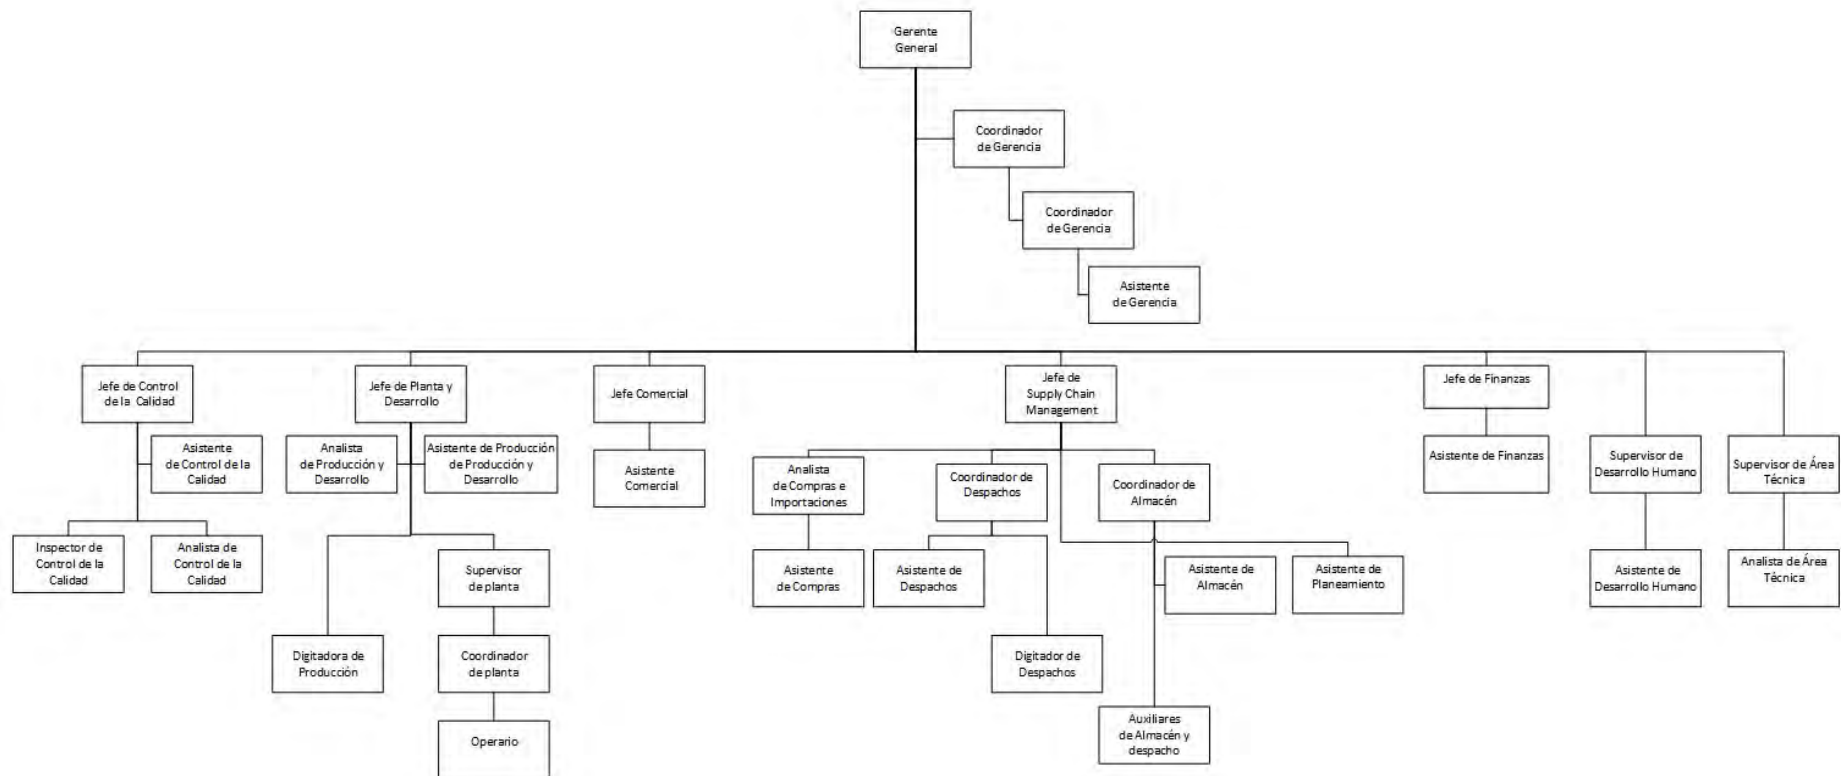 Gerente
General
Coordinador
de Gerencia
Coordinador
de Gerencia
Asistente
de Gerencia
Jefe de Control
de la Calidad
Jefe de Planta y
Desarrollo
Jefe Comercial
Jefe de
Supply Chain
Management
Jefe de Finanzas
Asistente
de Control de la
Calidad
Analista
de Producción y
Desarrollo
Asistente de Producción
de Producción y
Desarrollo
Asistente
Comercial
Analista
de Compras e
Importaciones
Coordinador de
Despachos
Coordinador de
Almacén
Asistente de Finanzas
Supervisor de
Desarrollo Humano
Supervisor de Área
Técnica
Inspector de
Control de la
Calidad
Analista de
Control de la
Calidad
Supervisor
de planta
Asistente
de Compras
Asistente de
Despachos
Asistente de
Almacén
Asistente de
Planeamiento
Asistente de
Desarrollo Humano
Analista de Área
Técnica
Digitadora de
Producción
Coordinador
de planta
Digitador de
Despachos
Operario
Auxiliares
de Almacén y
despacho